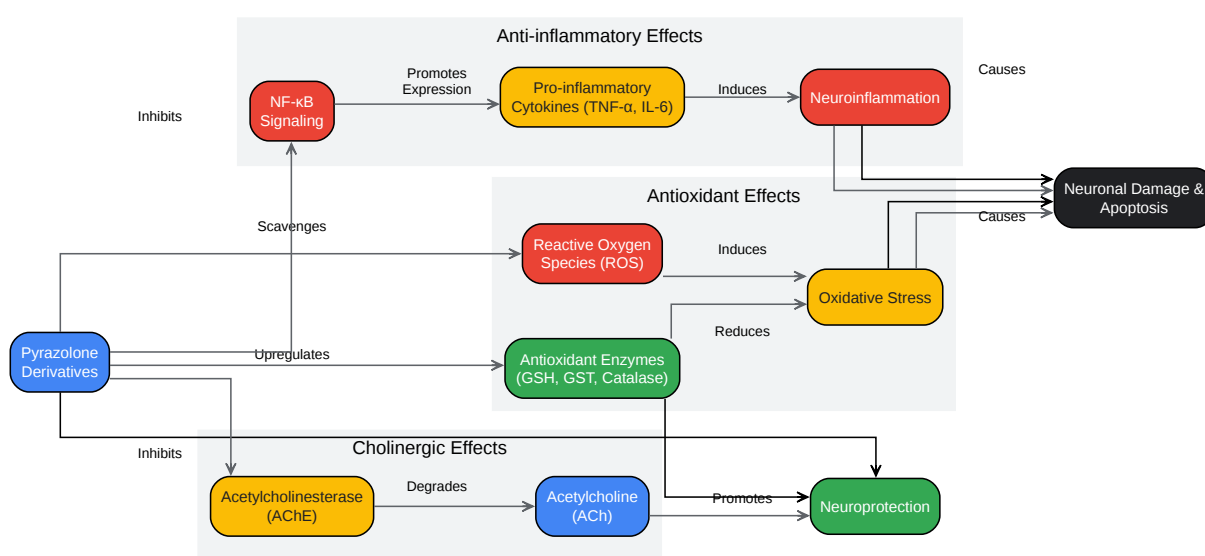 Anti-inflammatory Effects
Promotes
Expression
NF-κB
Signaling
Pro-inflammatory
Cytokines (TNF-α, IL-6)
Induces
Neuroinflammation
Causes
Inhibits
Antioxidant Effects
Neuronal Damage &
Apoptosis
Scavenges
Reactive Oxygen
Species (ROS)
Induces
Causes
Oxidative Stress
Reduces
Pyrazolone
Derivatives
Upregulates
Antioxidant Enzymes
(GSH, GST, Catalase)
Inhibits
Cholinergic Effects
Acetylcholinesterase
(AChE)
Degrades
Acetylcholine
(ACh)
Promotes
Neuroprotection